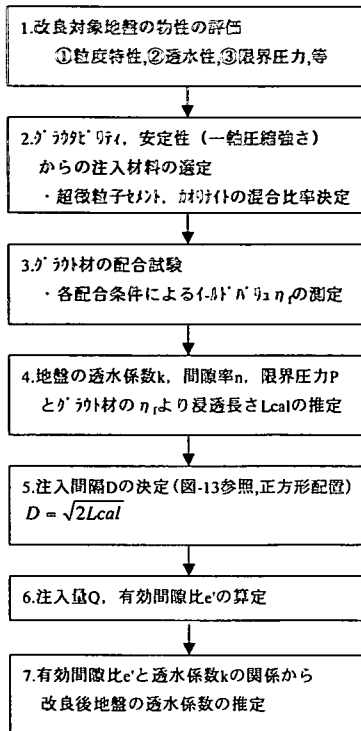 1.改良対象地盤の物性の評価
①粒度特性,②透水性,③限界圧力,等
2.グラウタビリティ，安定性（一軸圧縮強さ）
からの注入材料の選定
・超微粒子セメント，カオリナイトの混合比率決定
3.グラウト材の配合試験
・各配合条件によるイールドバリュηfの測定
4.地盤の透水係数k，間隙率n，限界圧力P
とグラウト材のηfより浸透長さLcalの推定
5.注入間隔Dの決定(図-13参照,正方形配置)
D = √2Lcal
6.注入量Q，有効間隙比e'の算定
7.有効間隙比e'と透水係数kの関係から
改良後地盤の透水係数の推定